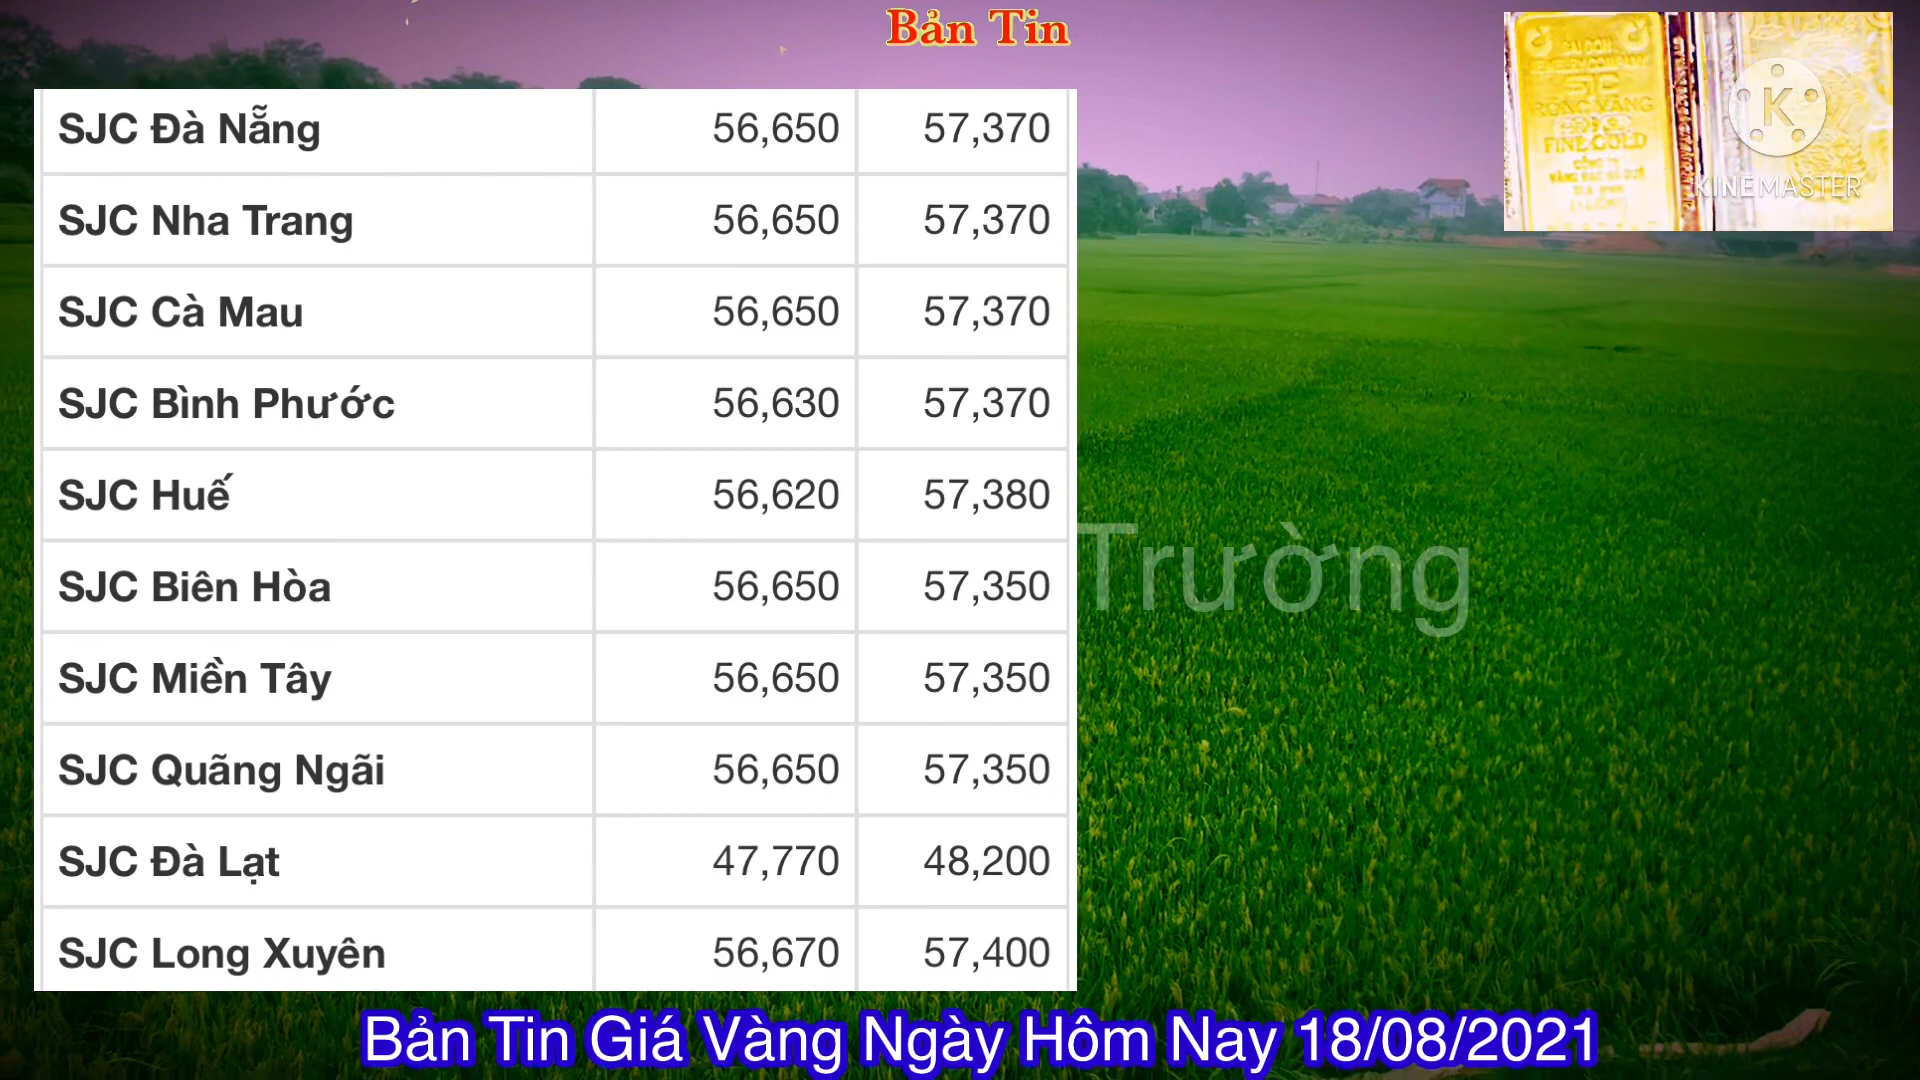 Bản Tin
SJC Đà Nẵng 56,650 57,370
SJC Nha Trang 56,650 57,370
SJC Cà Mau 56,650 57,370
SJC Bình Phước 56,630 57,370
SJC Huế 56,620 57,380
SJC Biên Hòa 56,650 57,350
SJC Miền Tây 56,650 57,350
SJC Quãng Ngãi 56,650 57,350
SJC Đà Lạt 47,770 48,200
SJC Long Xuyên 56,670 57,400
Trường
K
KINEMASTER
SJC
FINE GOLD
Bản Tin Giá Vàng Ngày Hôm Nay 18/08/2021